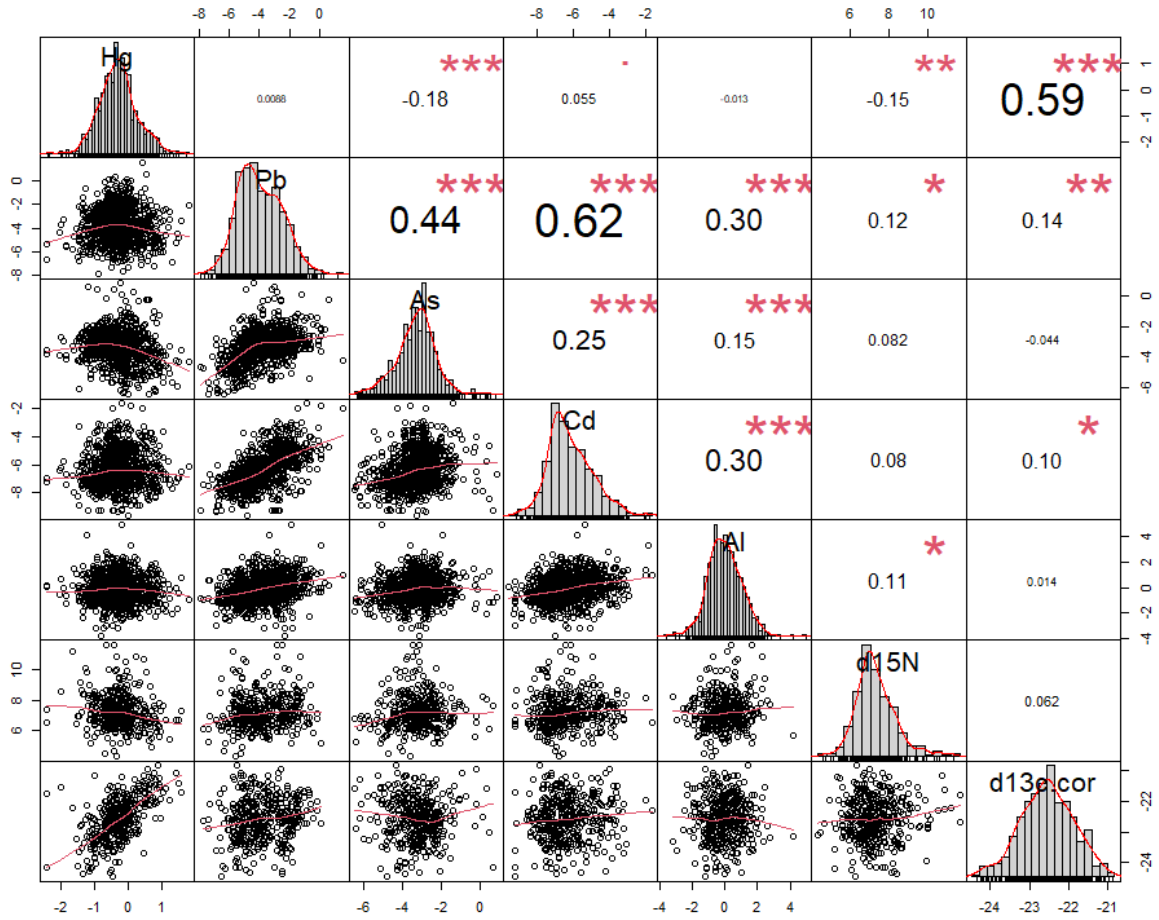 -8 -4 -2 0 -8 -6 -4 -2 6 8 10
Hg *** . ** ***
0.0088 -0.18 0.055 -0.013 -0.15 0.59
1 0 -1 -2
Pb *** *** *** * **
0.44 0.62 0.30 0.12 0.14
0 -2 -4 -6 -8
As *** ***
0.25 0.15 0.082 -0.044
0 -2 -4 -6
Cd *** *
0.30 0.08 0.10
-2 -4 -6 -8
Al *
0.11 0.014
4 2 0 -2 -4
d15N
0.062
10 8 6
d13c.cor
-22 -24
-2 -1 0 1 -6 -4 -2 0 -4 0 2 4 -24 -23 -22 -21